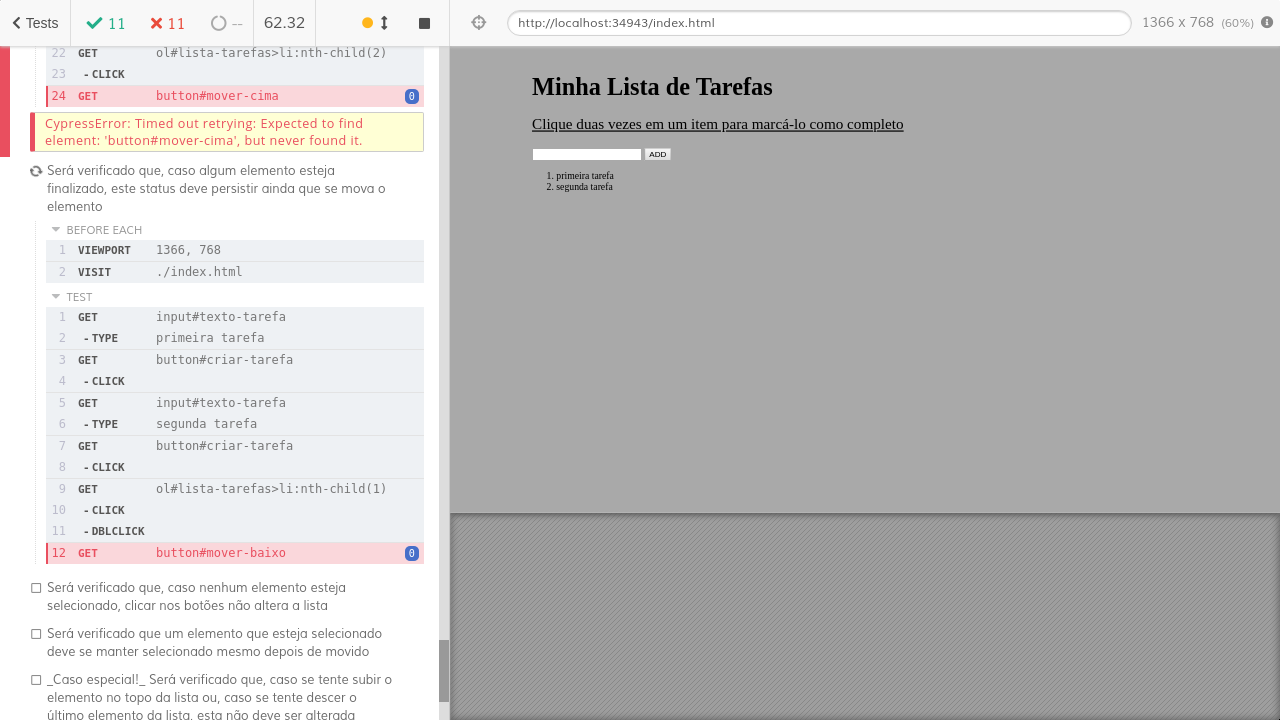 Tests 11 11 -- 62.32 http://localhost:34943/index.html 1366 x 768 (60%)
22 GET ol#lista-tarefas>li:nth-child(2)
23 - CLICK
24 GET button#mover-cima 0
CypressError: Timed out retrying: Expected to find
element: 'button#mover-cima', but never found it.
Será verificado que, caso algum elemento esteja
finalizado, este status deve persistir ainda que se mova o
elemento
BEFORE EACH
1 VIEWPORT 1366, 768
2 VISIT ./index.html
TEST
1 GET input#texto-tarefa
2 - TYPE primeira tarefa
3 GET button#criar-tarefa
4 - CLICK
5 GET input#texto-tarefa
6 - TYPE segunda tarefa
7 GET button#criar-tarefa
8 - CLICK
9 GET ol#lista-tarefas>li:nth-child(1)
10 - CLICK
11 - DBLCLICK
12 GET button#mover-baixo 0
Será verificado que, caso nenhum elemento esteja
selecionado, clicar nos botões não altera a lista
Será verificado que um elemento que esteja selecionado
deve se manter selecionado mesmo depois de movido
_Caso especial!_ Será verificado que, caso se tente subir o
elemento no topo da lista ou, caso se tente descer o
último elemento da lista, esta não deve ser alterada
Minha Lista de Tarefas
Clique duas vezes em um item para marcá-lo como completo
ADD
1. primeira tarefa
2. segunda tarefa